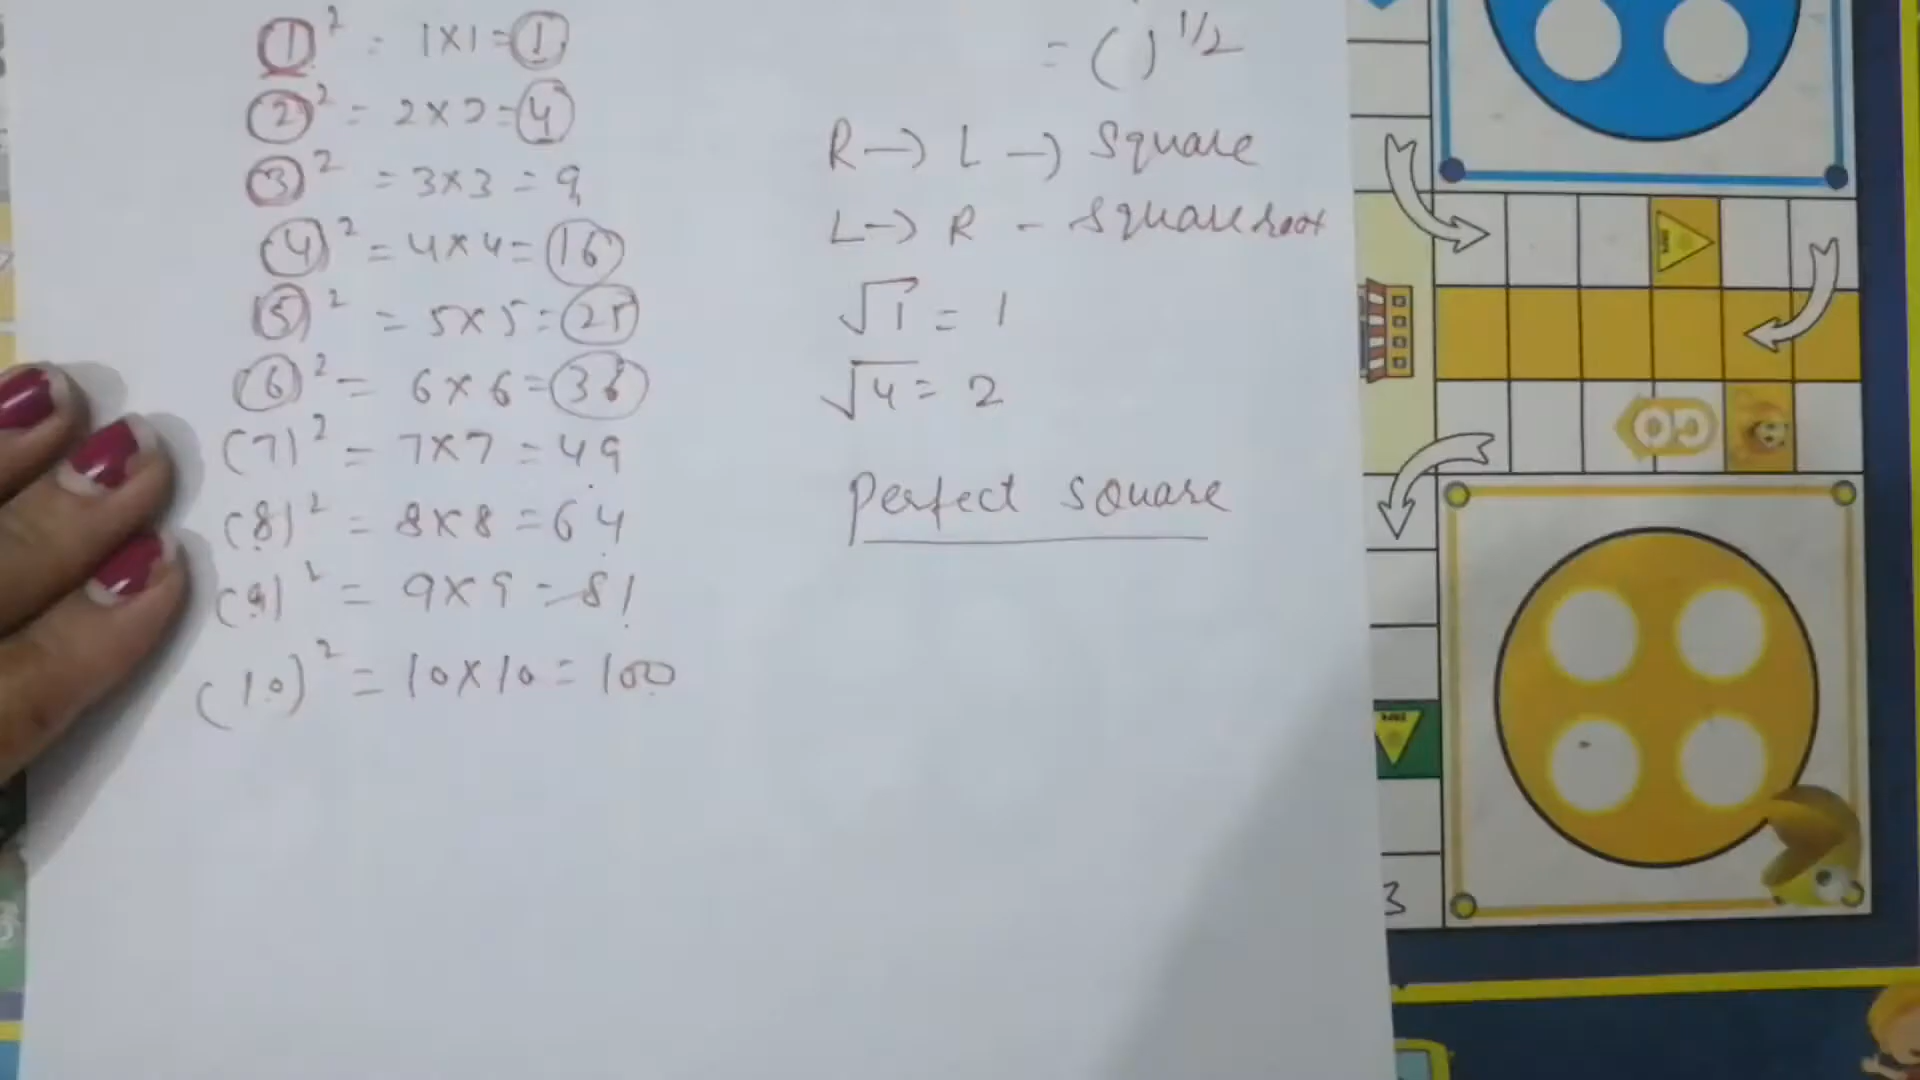 (1)² = 1×1 = 1
(2)² = 2×2 = 4
(3)² = 3×3 = 9
(4)² = 4×4 = 16
(5)² = 5×5 = 25
(6)² = 6×6 = 36
(7)² = 7×7 = 49
(8)² = 8×8 = 64
(9)² = 9×9 = 81
(10)² = 10×10 = 100
= ( )^1/2
R → L → Square
L → R - Square root
√1 = 1
√4 = 2
Perfect square
GO
3